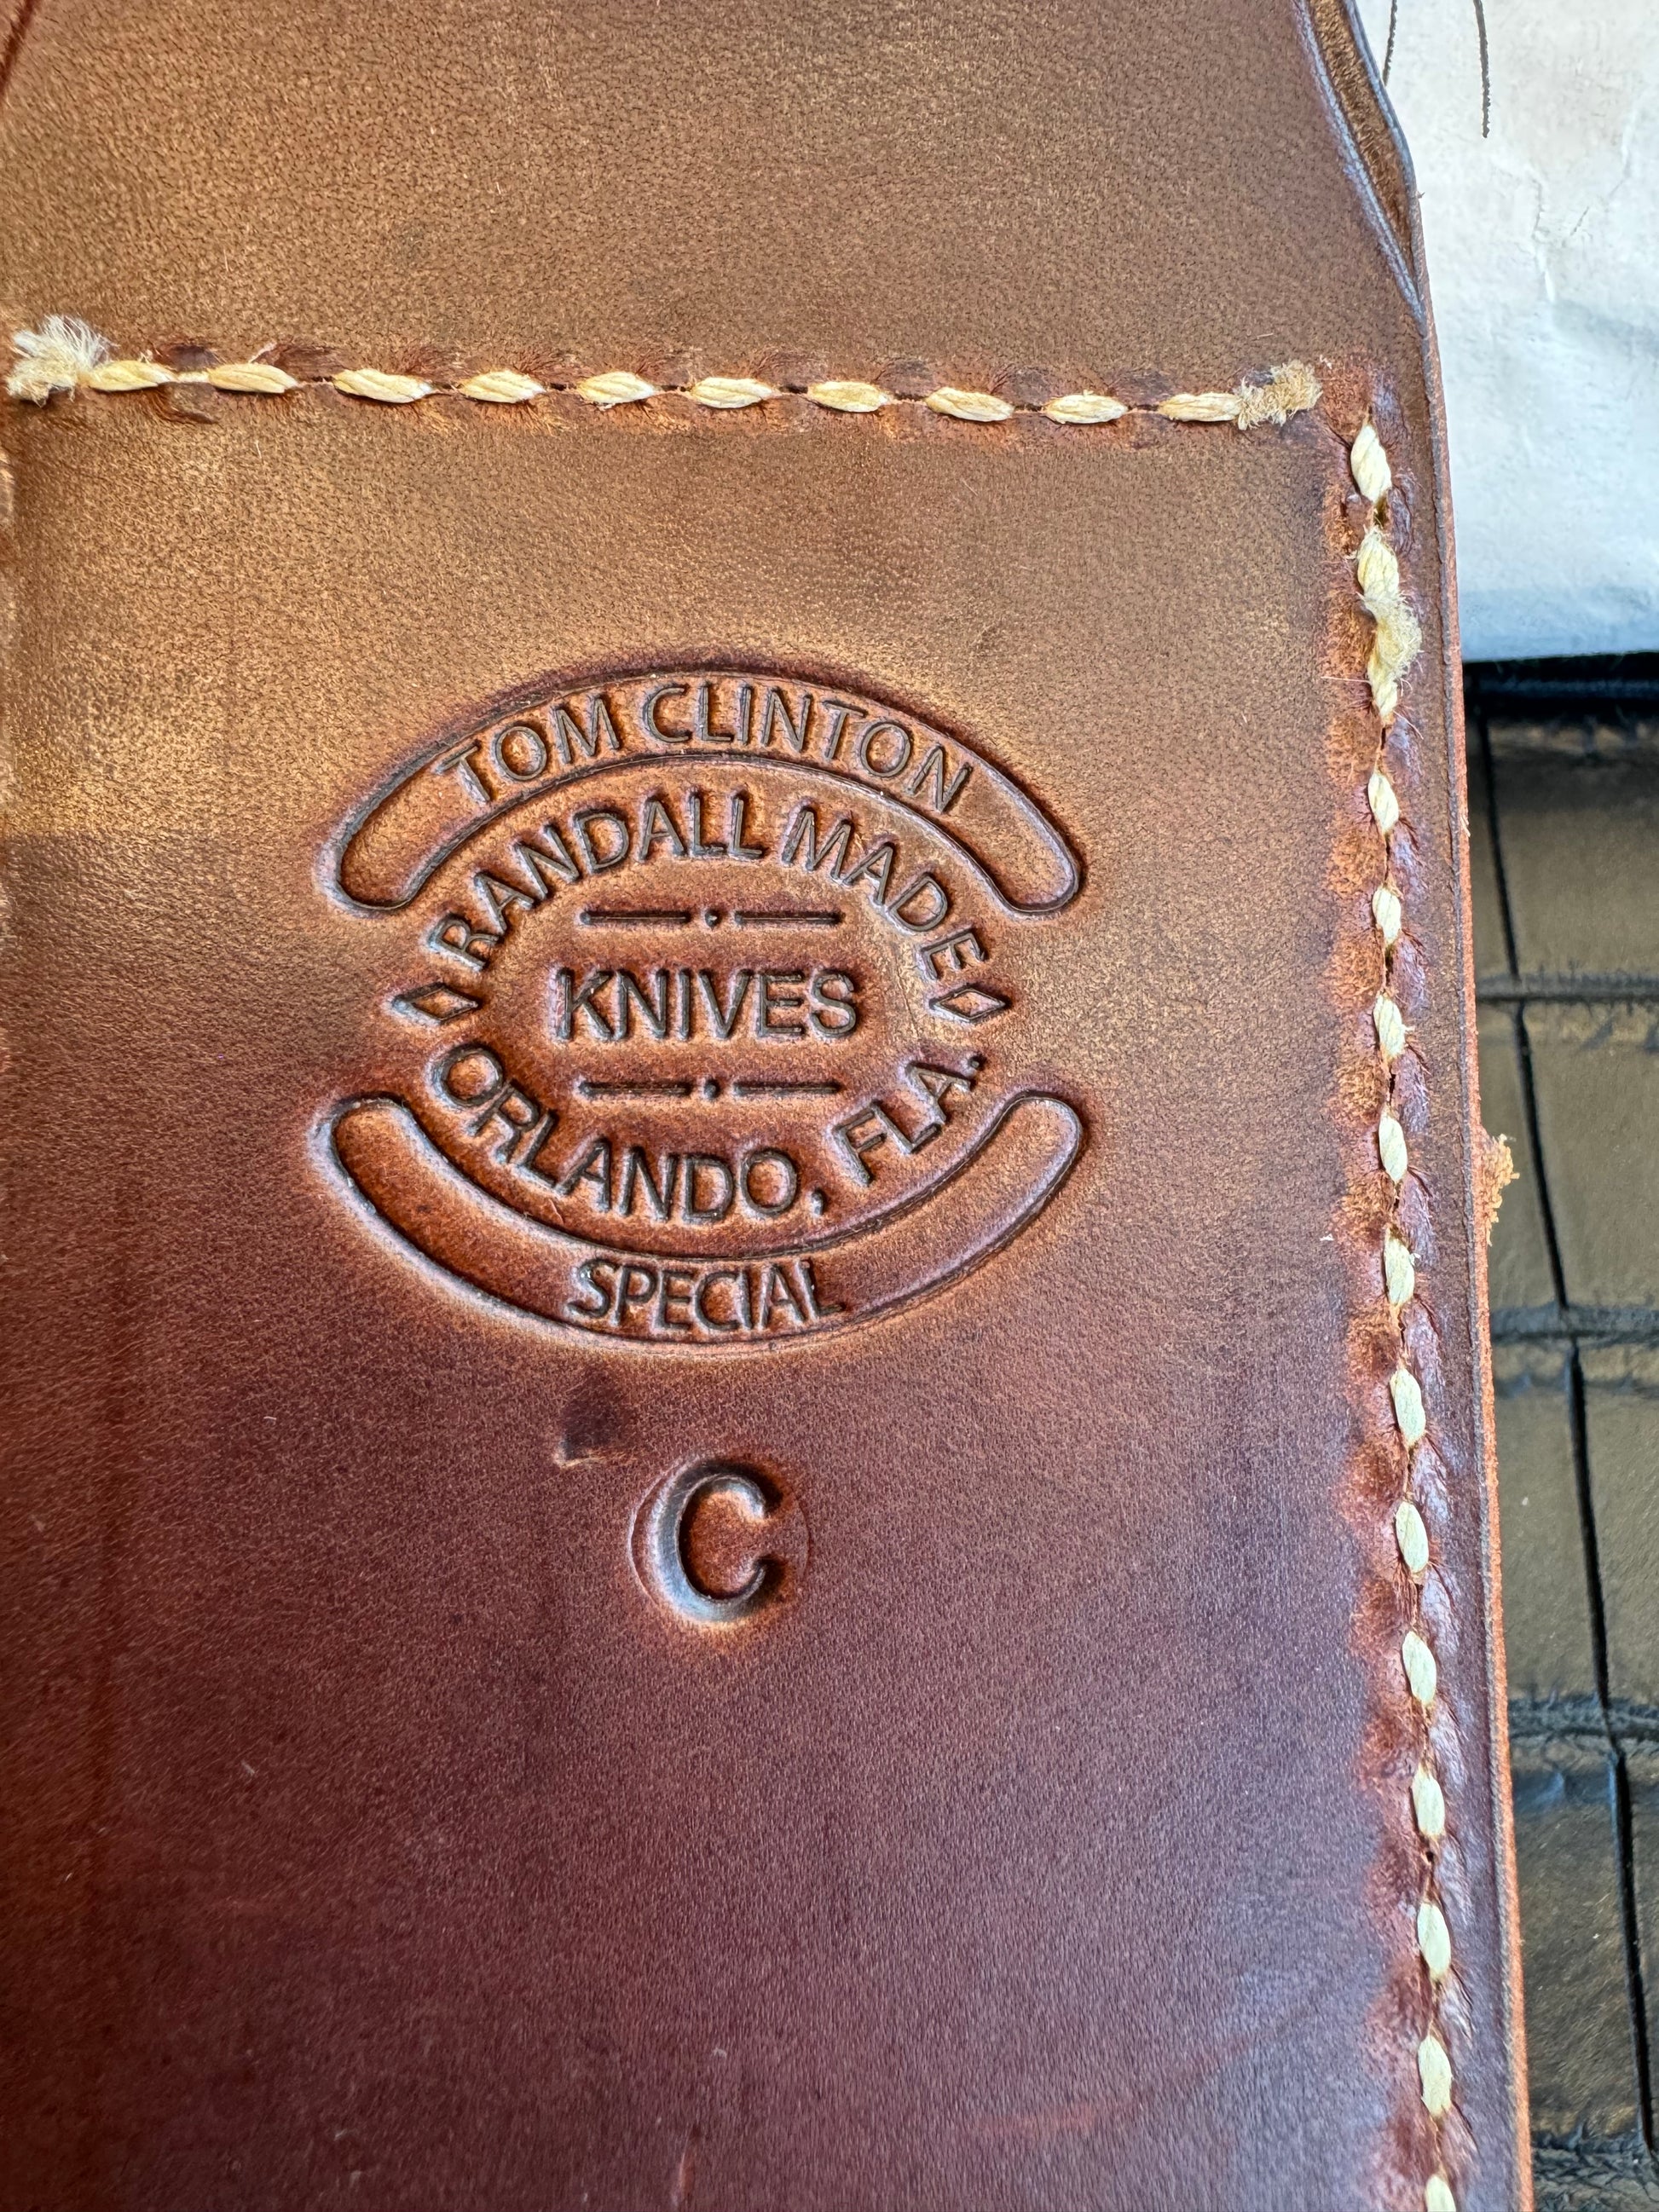 TOM CLINTON
RANDALL MADE
KNIVES
ORLANDO, FLA.
SPECIAL
C